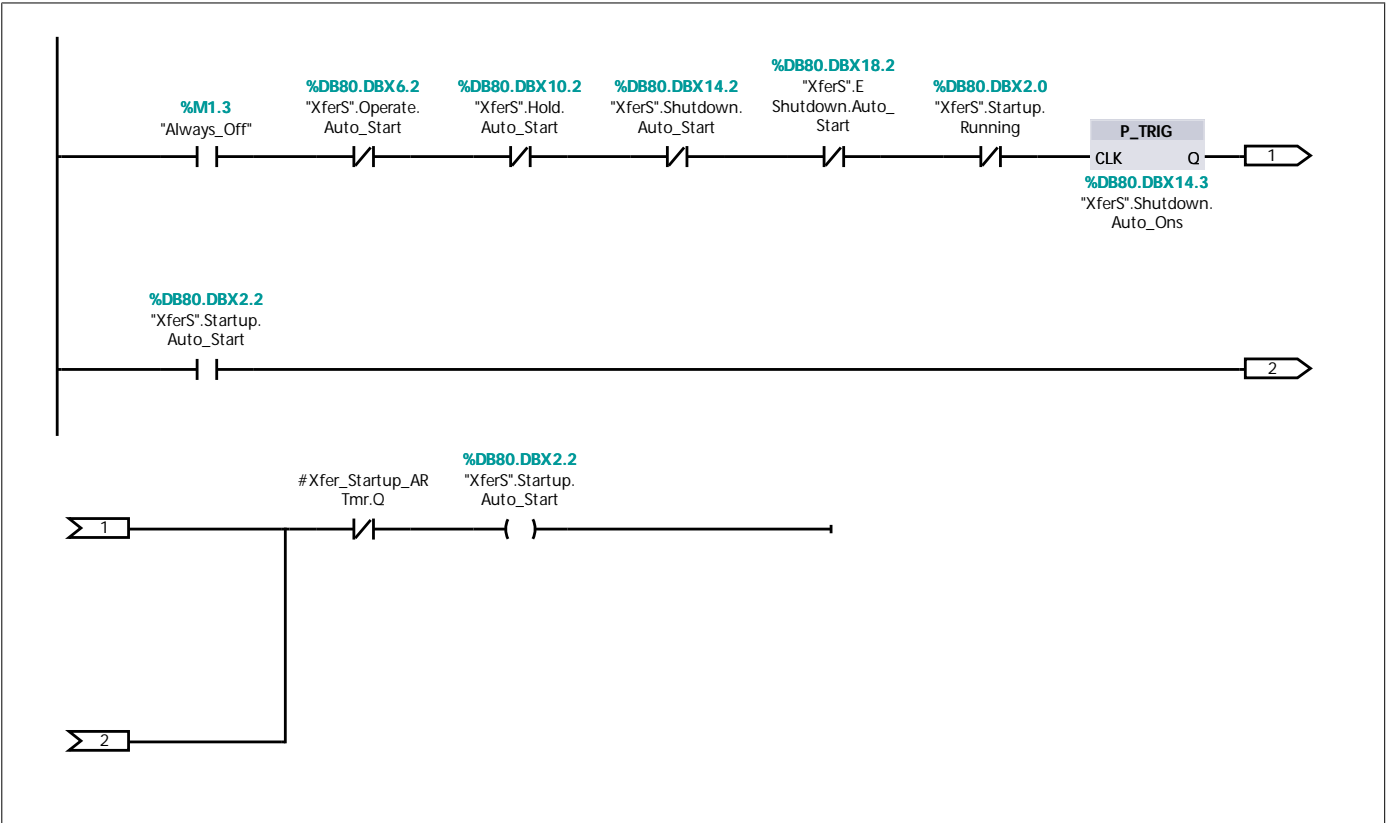 %M1.3
"Always_Off"
%DB80.DBX6.2
"XferS".Operate.
Auto_Start
%DB80.DBX10.2
"XferS".Hold.
Auto_Start
%DB80.DBX14.2
"XferS".Shutdown.
Auto_Start
%DB80.DBX18.2
"XferS".E
Shutdown.Auto_
Start
%DB80.DBX2.0
"XferS".Startup.
Running
P_TRIG
CLK Q
%DB80.DBX14.3
"XferS".Shutdown.
Auto_Ons
1
%DB80.DBX2.2
"XferS".Startup.
Auto_Start
2
1
#Xfer_Startup_AR
Tmr.Q
%DB80.DBX2.2
"XferS".Startup.
Auto_Start
2